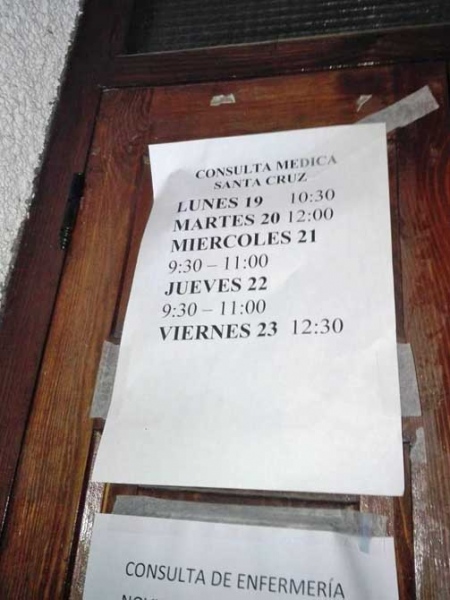 CONSULTA MEDICA
SANTA CRUZ
LUNES 19 10:30
MARTES 20 12:00
MIERCOLES 21
9:30 – 11:00
JUEVES 22
9:30 – 11:00
VIERNES 23 12:30
CONSULTA DE ENFERMERÍA